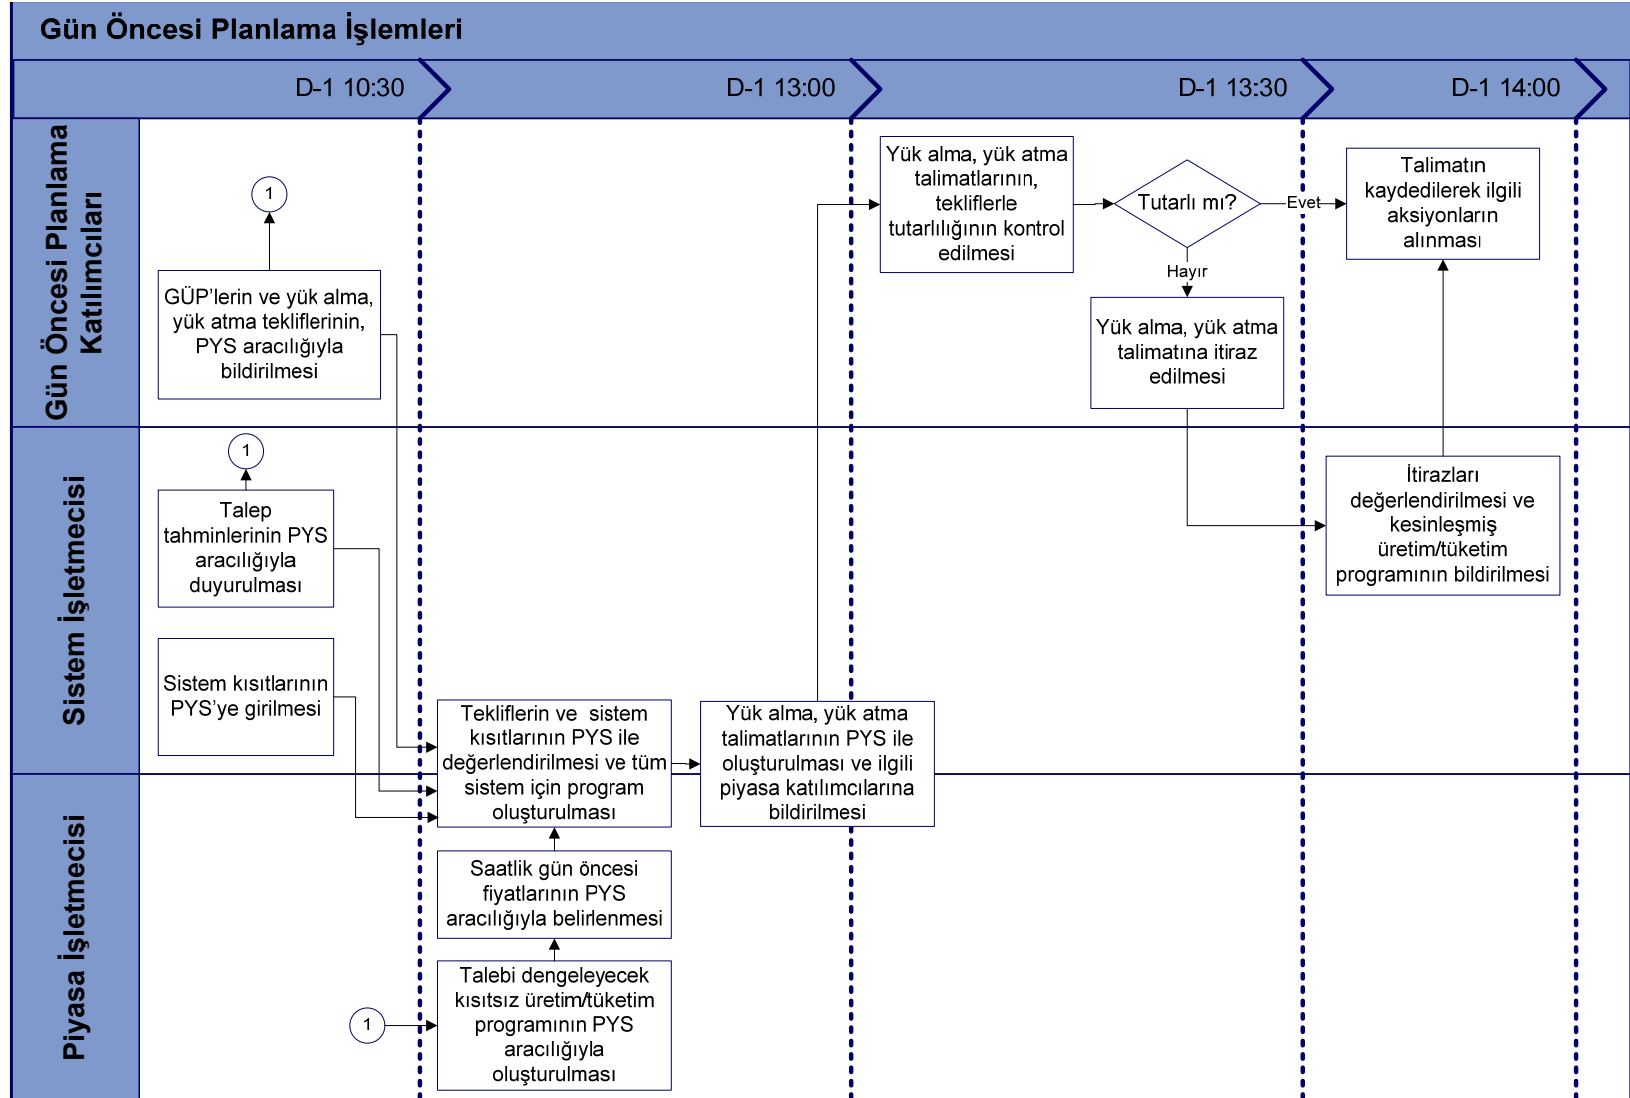 Gün Öncesi Planlama İşlemleri
D-1 10:30
D-1 13:00
D-1 13:30
D-1 14:00
Gün Öncesi Planlama
Katılımcıları
1
GÜP’lerin ve yük alma,
yük atma tekliflerinin,
PYS aracılığıyla
bildirilmesi
Yük alma, yük atma
talimatlarının,
tekliflerle
tutarlılığının kontrol
edilmesi
Tutarlı mı?
Evet
Hayır
Talimatın
kaydedilerek ilgili
aksiyonların
alınması
Yük alma, yük atma
talimatına itiraz
edilmesi
Sistem İşletmecisi
1
Talep
tahminlerinin PYS
aracılığıyla
duyurulması
Sistem kısıtlarının
PYS’ye girilmesi
Tekliflerin ve sistem
kısıtlarının PYS ile
değerlendirilmesi ve tüm
sistem için program
oluşturulması
Yük alma, yük atma
talimatlarının PYS ile
oluşturulması ve ilgili
piyasa katılımcılarına
bildirilmesi
İtirazları
değerlendirilmesi ve
kesinleşmiş
üretim/tüketim
programının bildirilmesi
Piyasa İşletmecisi
Saatlik gün öncesi
fiyatlarının PYS
aracılığıyla belirlenmesi
1
Talebi dengeleyecek
kısıtsız üretim/tüketim
programının PYS
aracılığıyla
oluşturulması